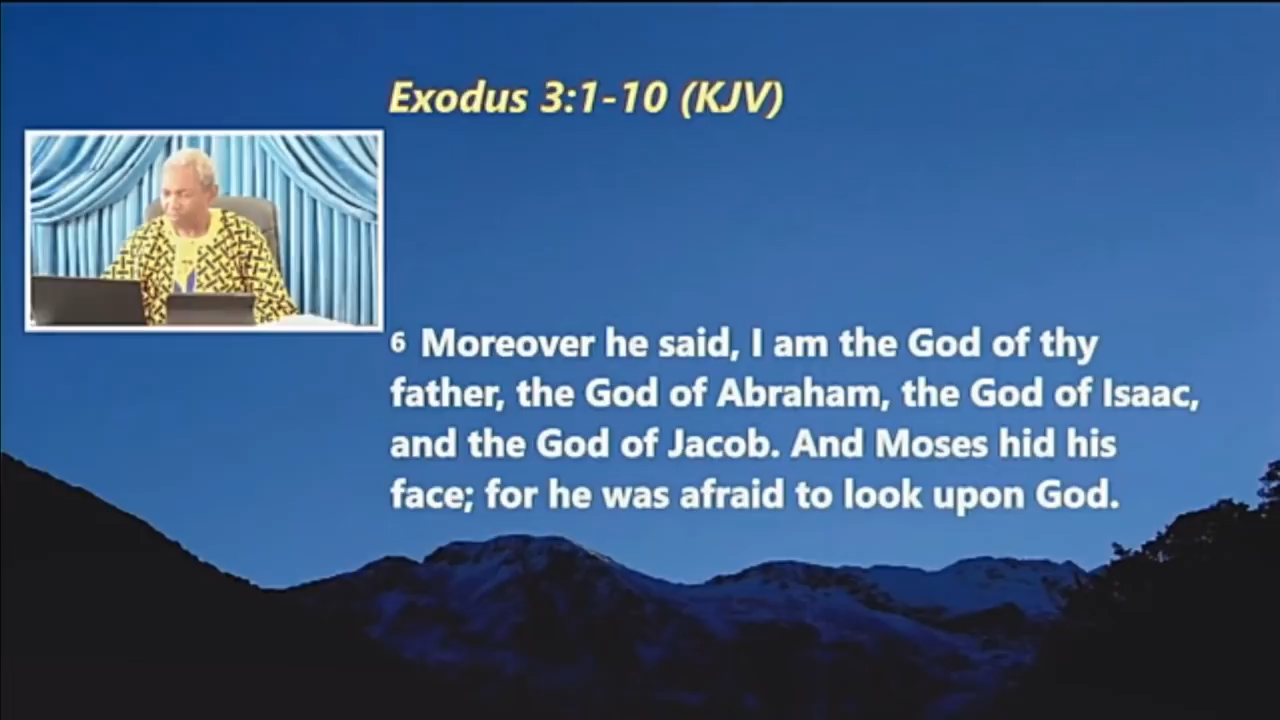 Exodus 3:1-10 (KJV)
6 Moreover he said, I am the God of thy
father, the God of Abraham, the God of Isaac,
and the God of Jacob. And Moses hid his
face; for he was afraid to look upon God.